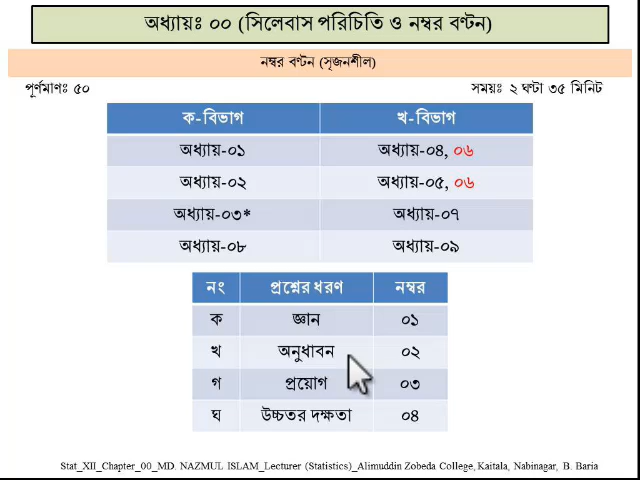 অধ্যায়ঃ ০০ (সিলেবাস পরিচিতি ও নম্বর বণ্টন)
নম্বর বণ্টন (সৃজনশীল)
পূর্ণমাণঃ ৫০ সময়ঃ ২ ঘণ্টা ৩৫ মিনিট
ক-বিভাগ খ-বিভাগ
অধ্যায়-০১ অধ্যায়-০৪, ০৬
অধ্যায়-০২ অধ্যায়-০৫, ০৬
অধ্যায়-০৩* অধ্যায়-০৭
অধ্যায়-০৮ অধ্যায়-০৯
নং প্রশ্নের ধরণ নম্বর
ক জ্ঞান ০১
খ অনুধাবন ০২
গ প্রয়োগ ০৩
ঘ উচ্চতর দক্ষতা ০৪
Stat_XII_Chapter_00_MD. NAZMUL ISLAM_Lecturer (Statistics)_Alimuddin Zobeda College, Kaitala, Nabinagar, B. Baria